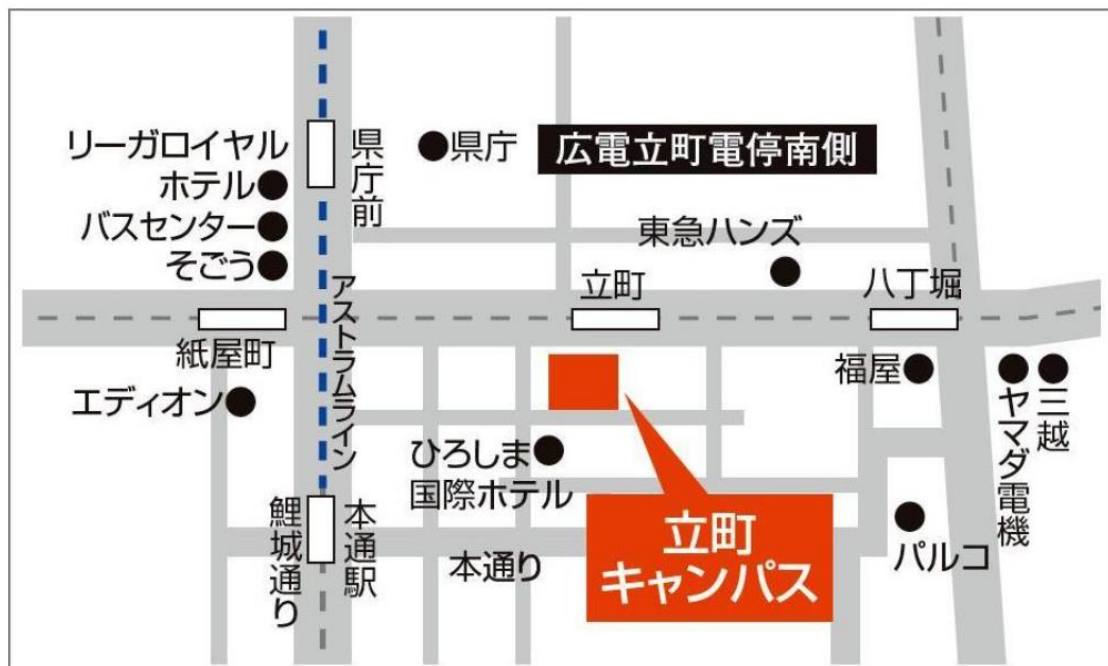 リーガロイヤル
ホテル
バスセンター
そごう
県庁前
県庁
広電立町電停南側
東急ハンズ
立町
八丁堀
紙屋町
アストラムライン
エディオン
福屋
ヤマダ電機
三越
ひろしま
国際ホテル
鯉城通り
本通駅
本通り
立町
キャンパス
パルコ